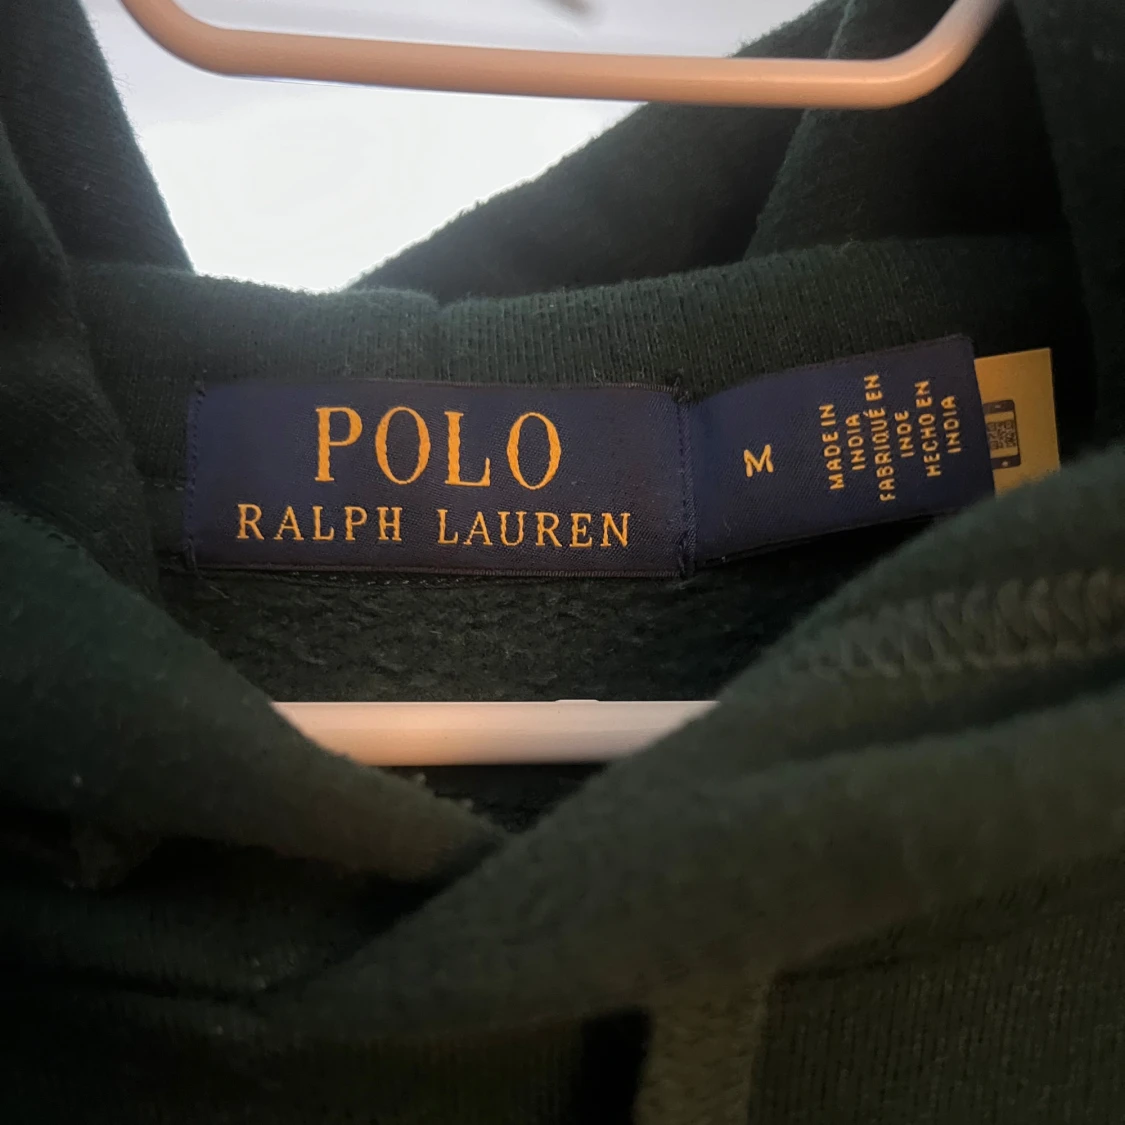 POLO
RALPH LAUREN
M
MADE IN
INDIA
FABRIQUÉ EN
INDE
HECHO EN
INDIA